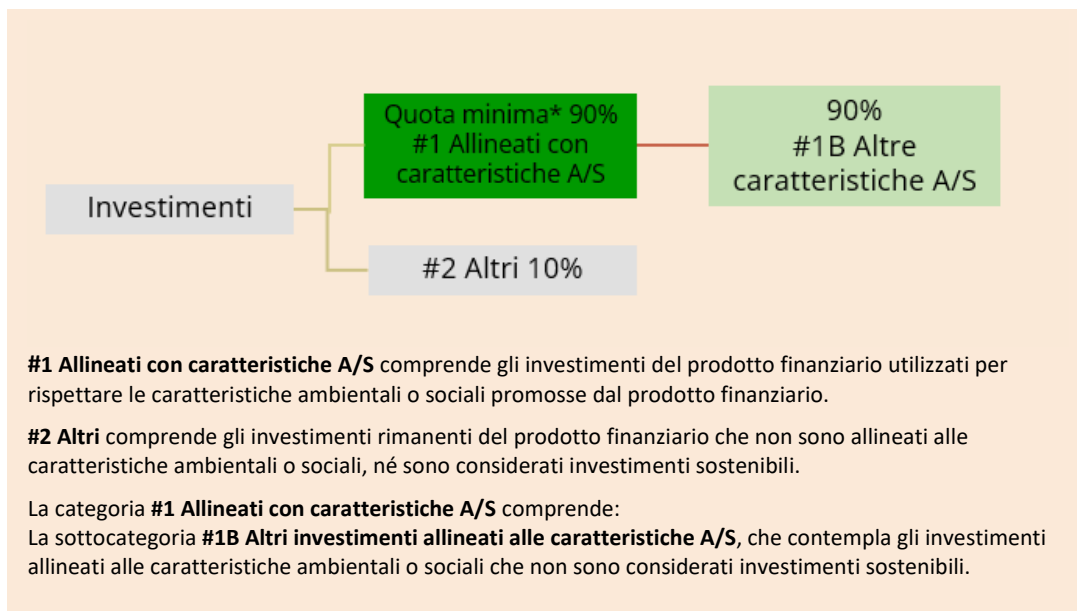 Quota minima* 90%
#1 Allineati con
caratteristiche A/S
90%
#1B Altre
caratteristiche A/S
Investimenti
#2 Altri 10%
#1 Allineati con caratteristiche A/S comprende gli investimenti del prodotto finanziario utilizzati per
rispettare le caratteristiche ambientali o sociali promosse dal prodotto finanziario.
#2 Altri comprende gli investimenti rimanenti del prodotto finanziario che non sono allineati alle
caratteristiche ambientali o sociali, né sono considerati investimenti sostenibili.
La categoria #1 Allineati con caratteristiche A/S comprende:
La sottocategoria #1B Altri investimenti allineati alle caratteristiche A/S, che contempla gli investimenti
allineati alle caratteristiche ambientali o sociali che non sono considerati investimenti sostenibili.